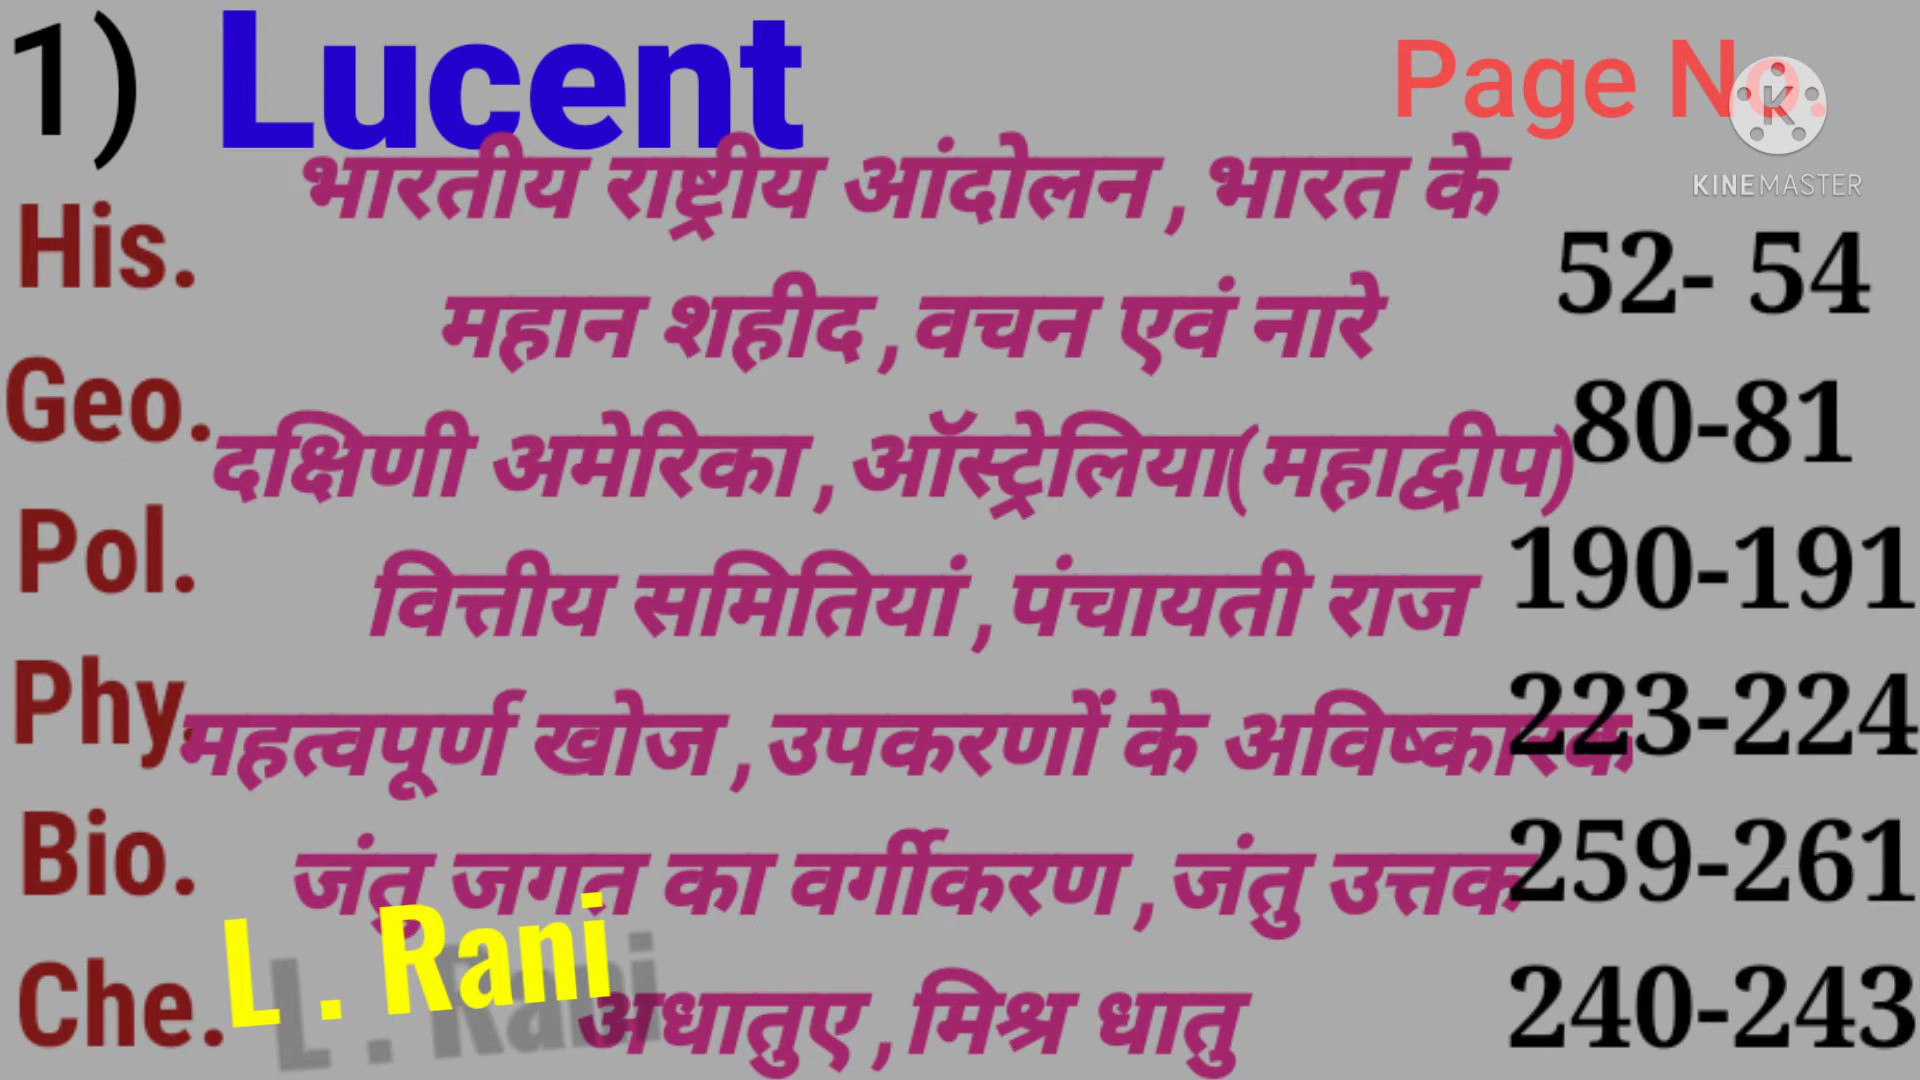 1) Lucent Page No.
KINEMASTER
भारतीय राष्ट्रीय आंदोलन ,भारत के
His. 52- 54
महान शहीद ,वचन एवं नारे
Geo. 80-81
दक्षिणी अमेरिका ,ऑस्ट्रेलिया(महाद्वीप)
Pol. 190-191
वित्तीय समितियां ,पंचायती राज
Phy. 223-224
महत्वपूर्ण खोज ,उपकरणों के अविष्कारक
Bio. 259-261
जंतु जगत का वर्गीकरण ,जंतु उत्तक
L . Rani
Che. 240-243
अधातुए ,मिश्र धातु